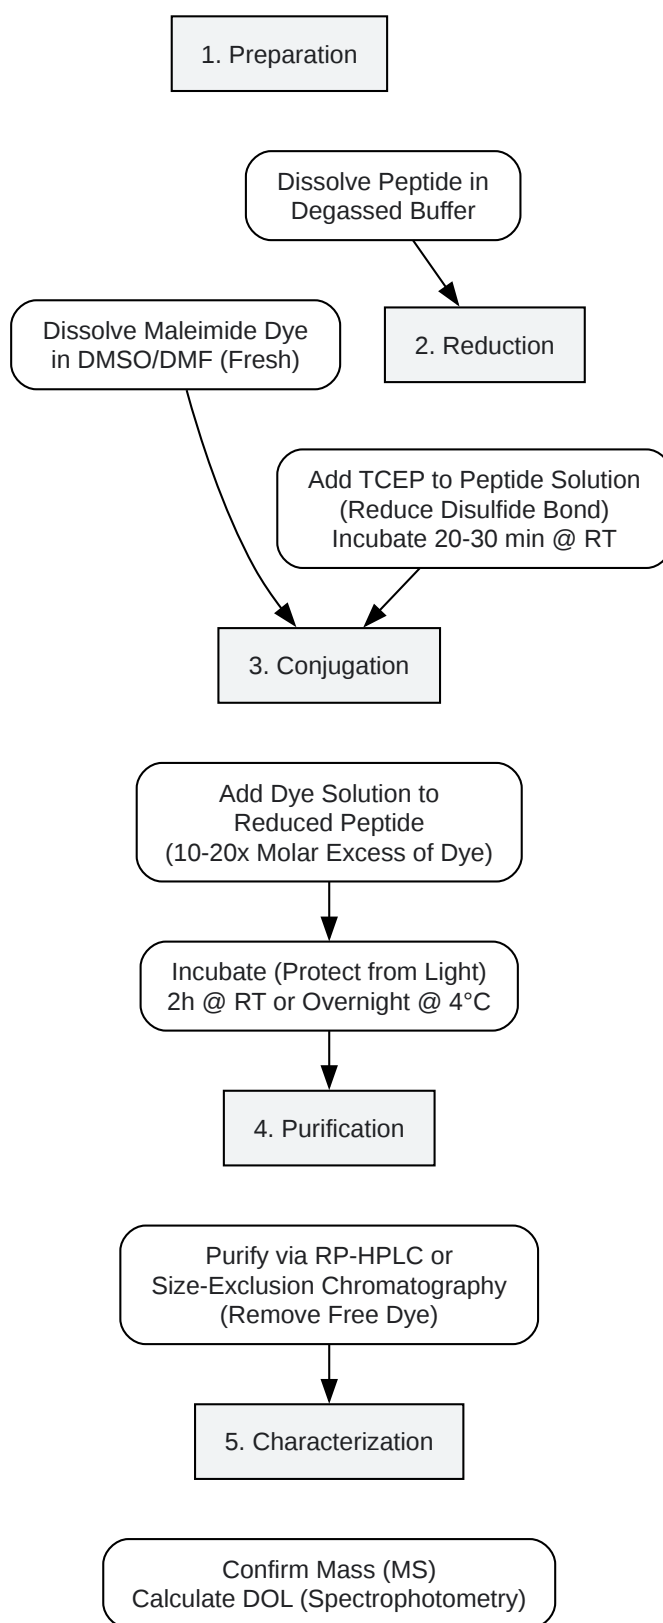 1. Preparation
Dissolve Peptide in
Degassed Buffer
Dissolve Maleimide Dye
in DMSO/DMF (Fresh)
2. Reduction
Add TCEP to Peptide Solution
(Reduce Disulfide Bond)
Incubate 20-30 min @ RT
3. Conjugation
Add Dye Solution to
Reduced Peptide
(10-20x Molar Excess of Dye)
Incubate (Protect from Light)
2h @ RT or Overnight @ 4°C
4. Purification
Purify via RP-HPLC or
Size-Exclusion Chromatography
(Remove Free Dye)
5. Characterization
Confirm Mass (MS)
Calculate DOL (Spectrophotometry)